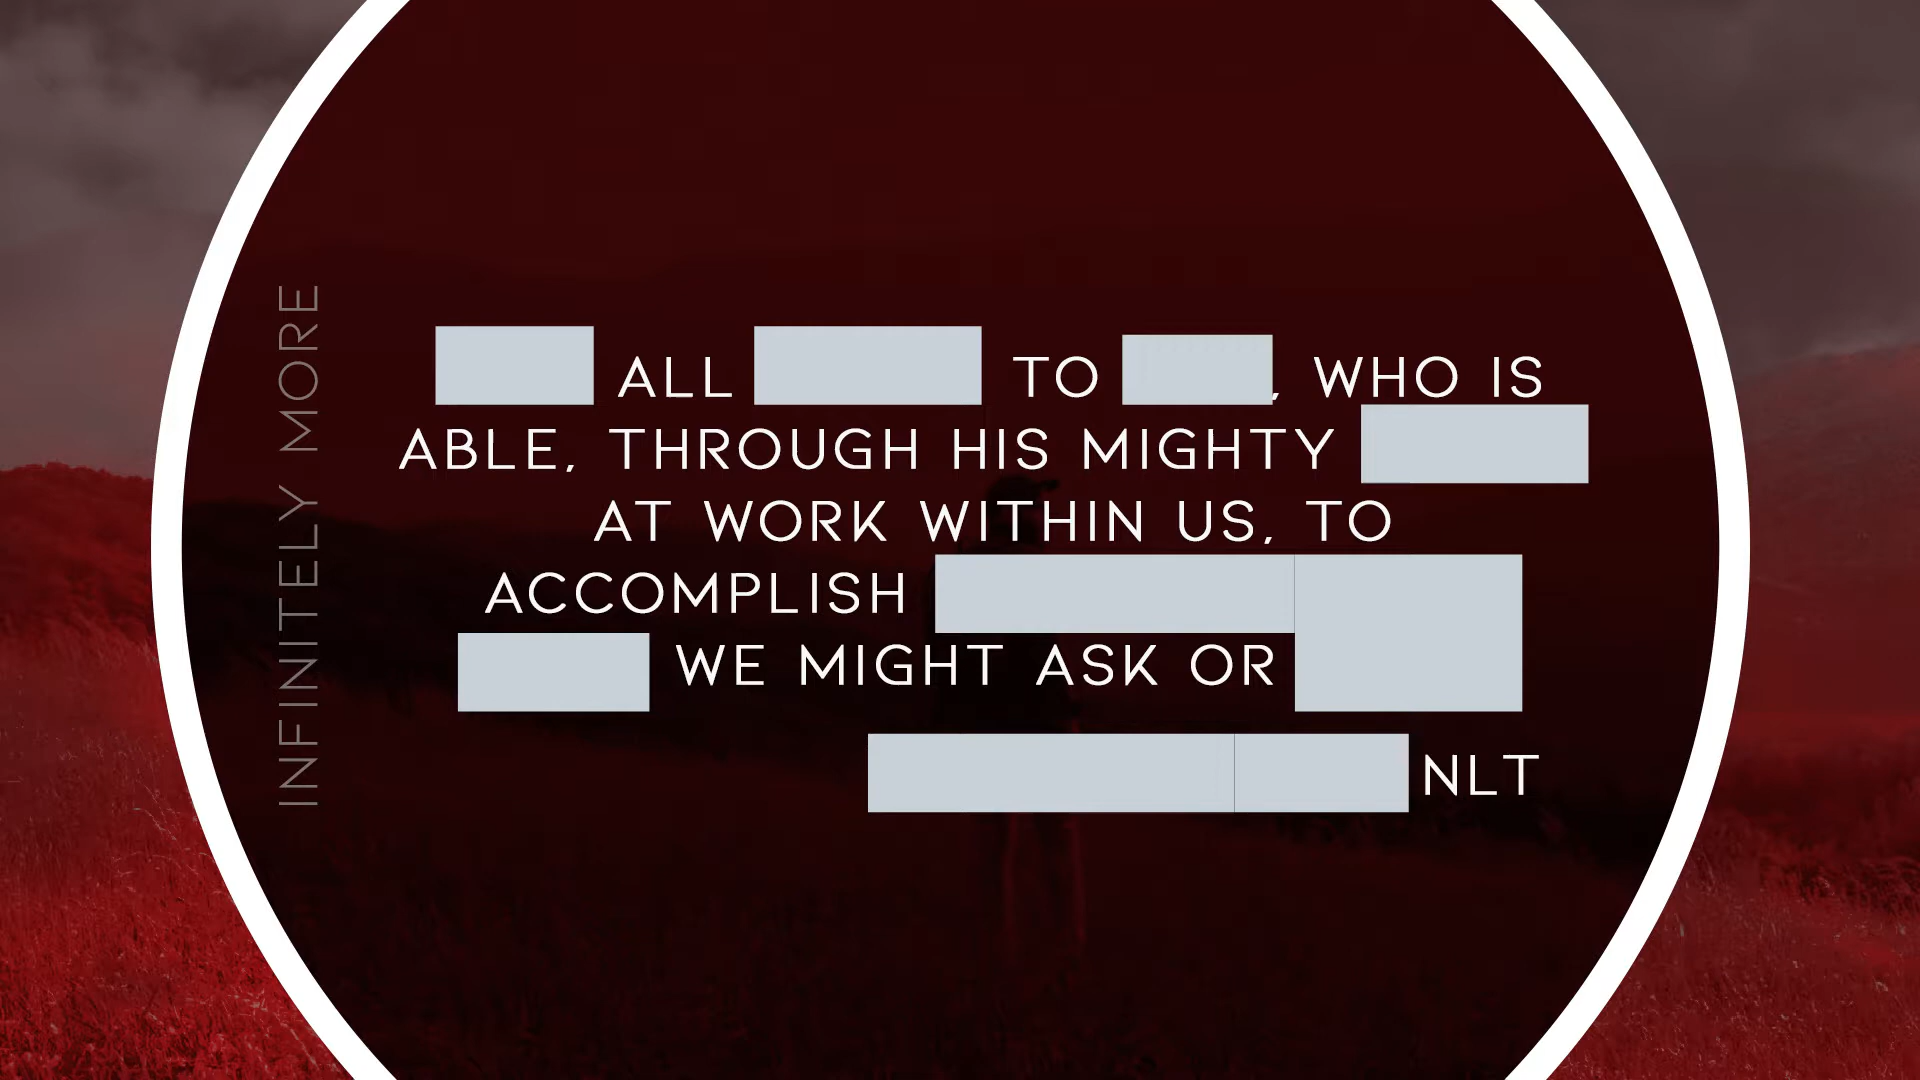 INFINITELY MORE
ALL TO , WHO IS
ABLE, THROUGH HIS MIGHTY
AT WORK WITHIN US, TO
ACCOMPLISH
WE MIGHT ASK OR
NLT